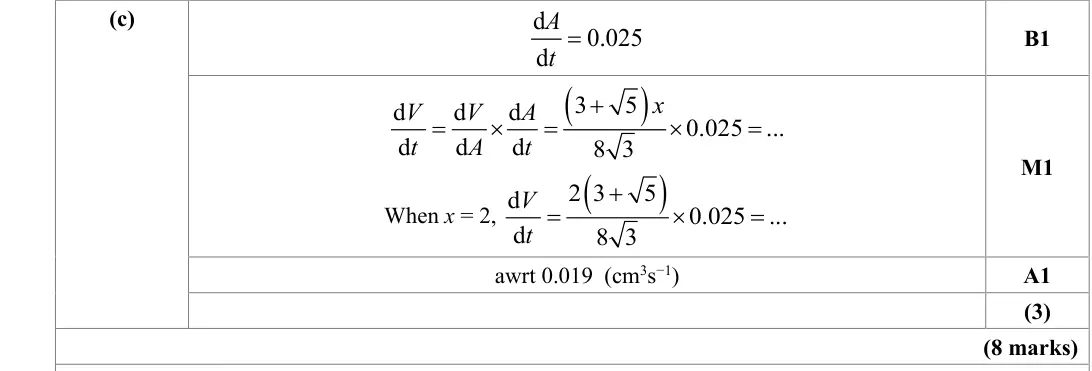 (c) dA/dt = 0.025 B1
dV/dt = dV/dA × dA/dt = (3+√5)x/8√3 × 0.025 = ...
M1
When x = 2, dV/dt = 2(3+√5)/8√3 × 0.025 = ...
awrt 0.019 (cm³s⁻¹) A1
(3)
(8 marks)